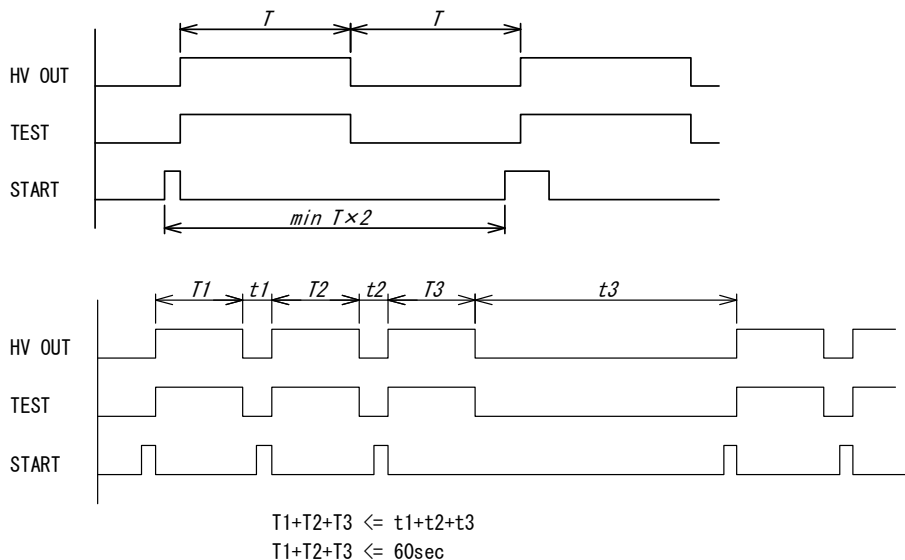 T T
HV OUT
TEST
START
min T×2
T1 t1 T2 t2 T3 t3
HV OUT
TEST
START
T1+T2+T3 <= t1+t2+t3
T1+T2+T3 <= 60sec